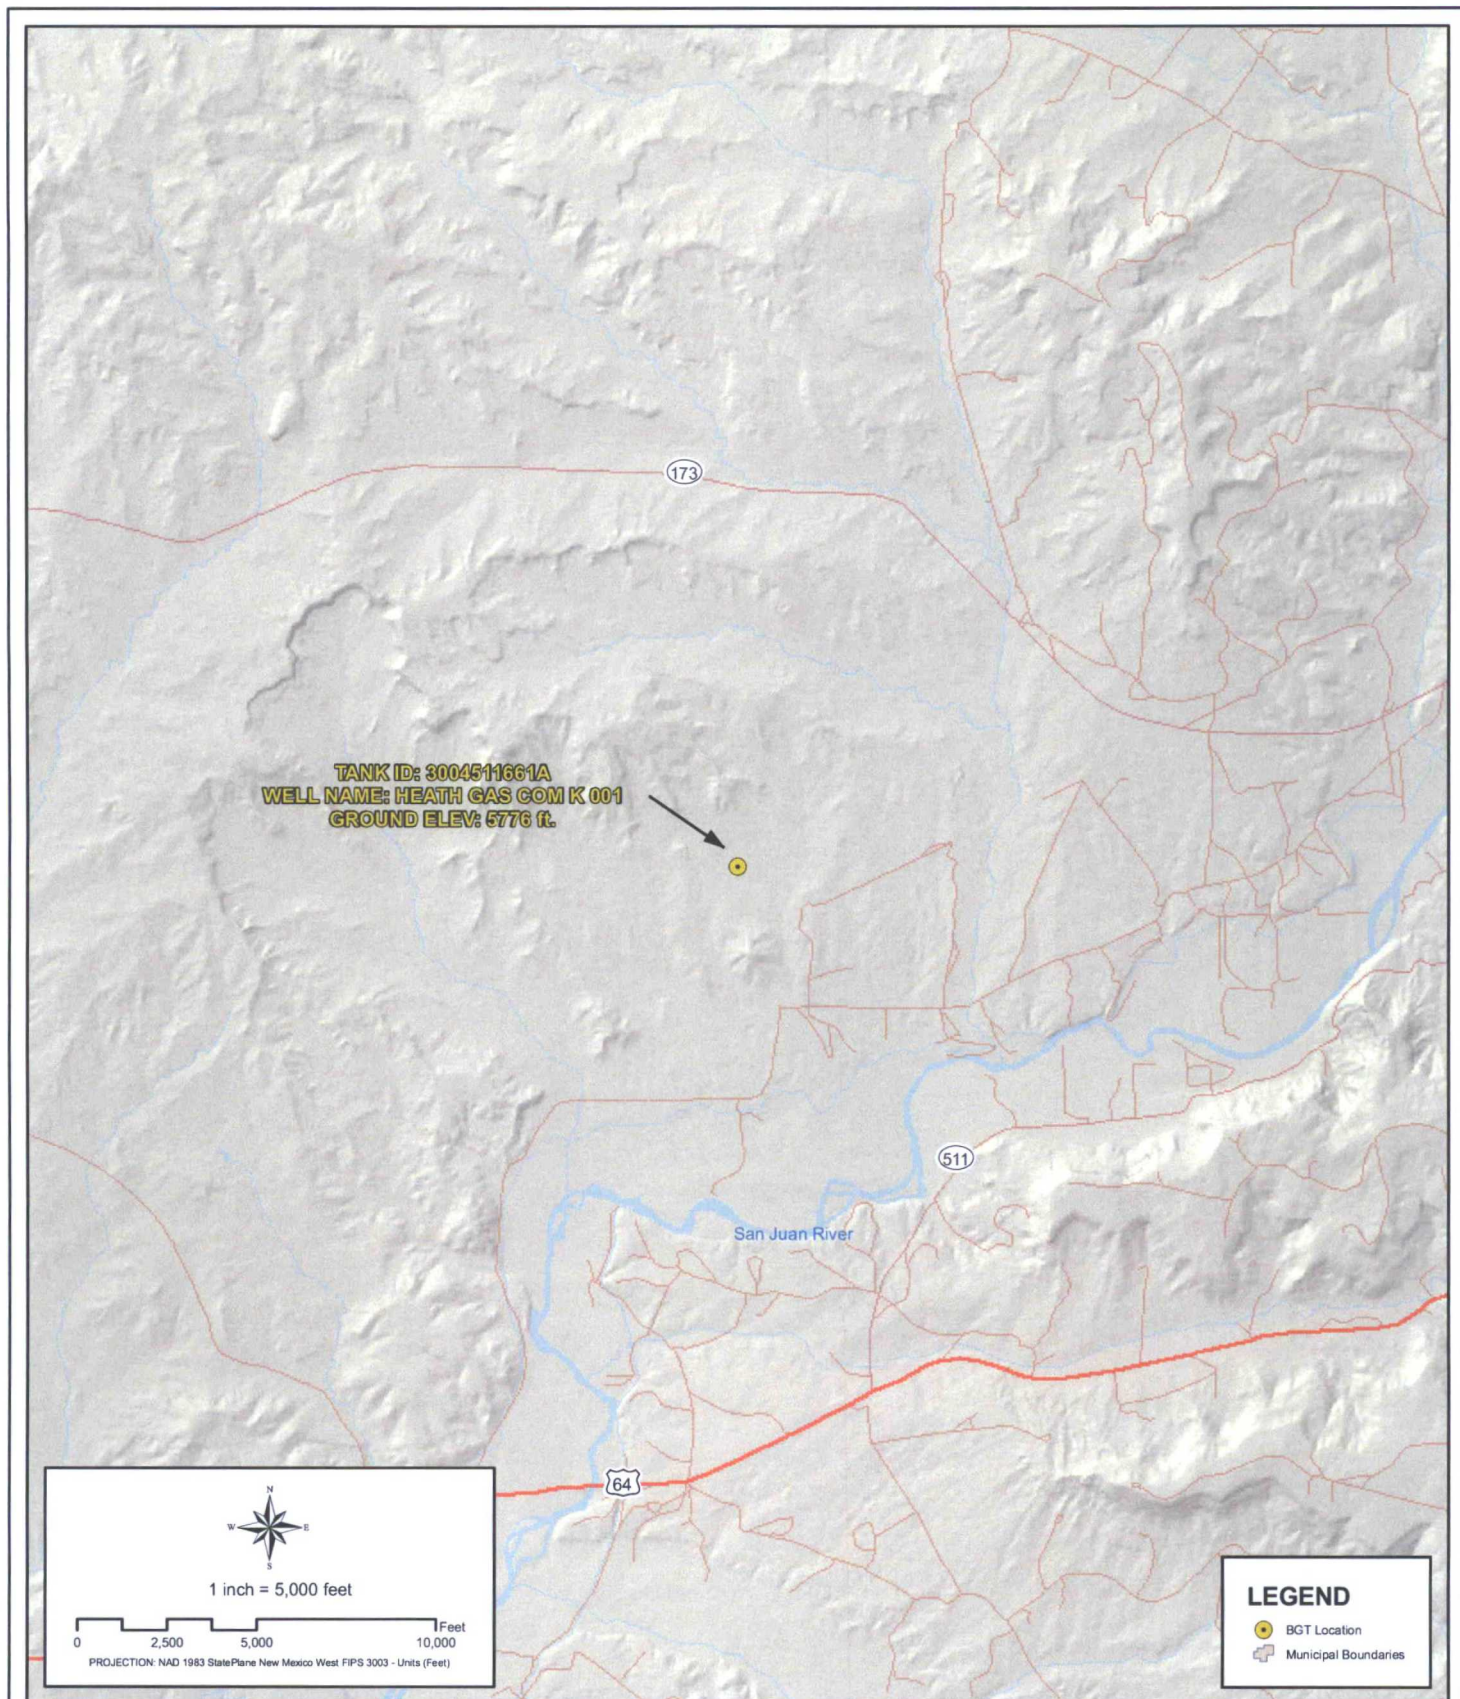 173
TANK ID: 3004511661A
WELL NAME: HEATH GAS COM K 001
GROUND ELEV: 5776 ft.
511
San Juan River
64
N
W E
S
1 inch = 5,000 feet
Feet
0 2,500 5,000 10,000
PROJECTION: NAD 1983 StatePlane New Mexico West FIPS 3003 - Units (Feet)
LEGEND
BGT Location
Municipal Boundaries